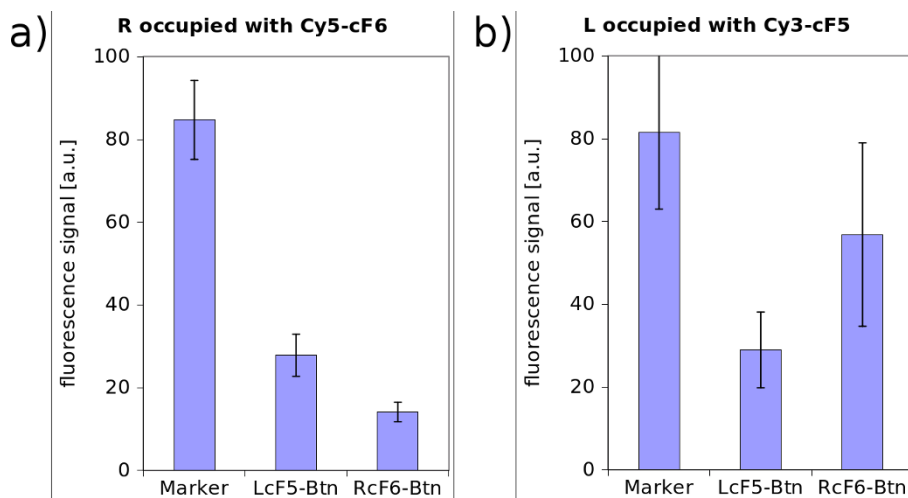 a)
R occupied with Cy5-cF6
fluorescence signal [a.u.]
100
80
60
40
20
0
Marker LcF5-Btn RcF6-Btn
b)
L occupied with Cy3-cF5
fluorescence signal [a.u.]
100
80
60
40
20
0
Marker LcF5-Btn RcF6-Btn